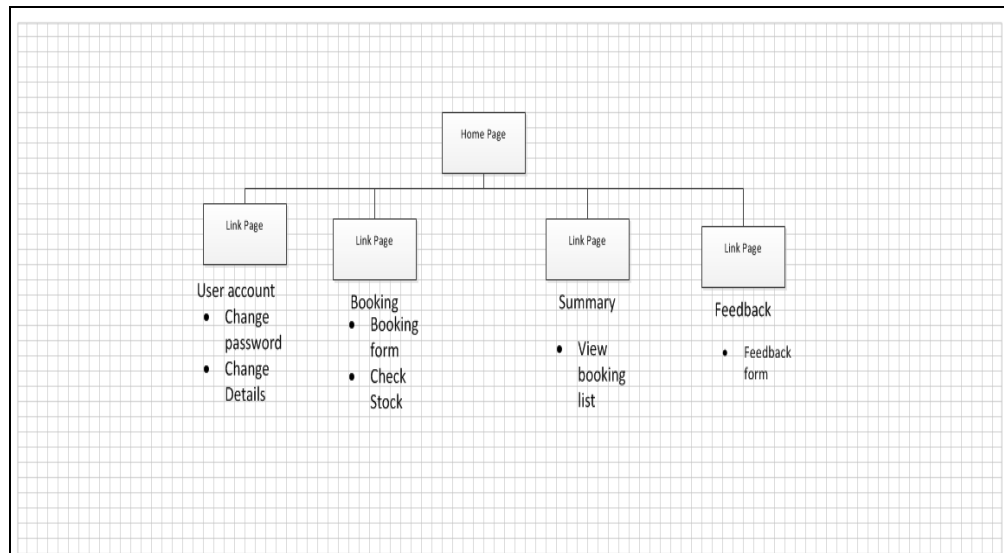 Home Page
Link Page
User account
• Change
password
• Change
Details
Link Page
Booking
• Booking
form
• Check
Stock
Link Page
Summary
• View
booking
list
Link Page
Feedback
• Feedback
form